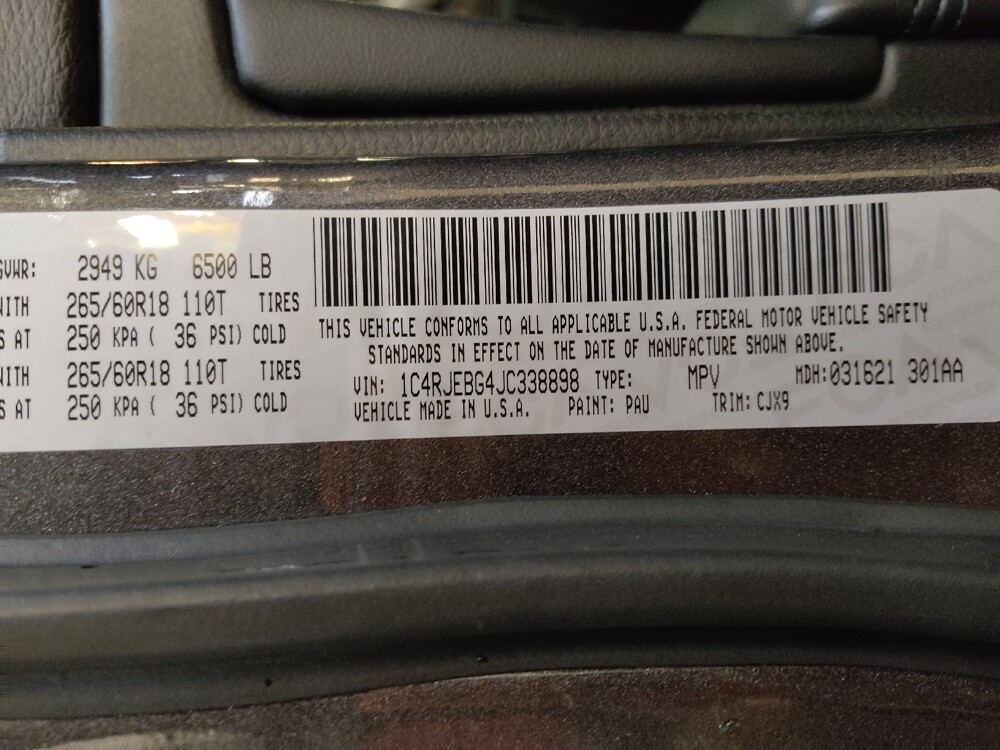 GVWR: 2949 KG 6500 LB
WITH 265/60R18 110T TIRES
S AT 250 KPA ( 36 PSI) COLD
WITH 265/60R18 110T TIRES
S AT 250 KPA ( 36 PSI) COLD
THIS VEHICLE CONFORMS TO ALL APPLICABLE U.S.A. FEDERAL MOTOR VEHICLE SAFETY
STANDARDS IN EFFECT ON THE DATE OF MANUFACTURE SHOWN ABOVE.
VIN: 1C4RJEBG4JC338898 TYPE: MPV MDH:031621 301AA
VEHICLE MADE IN U.S.A. PAINT: PAU TRIM: CJX9